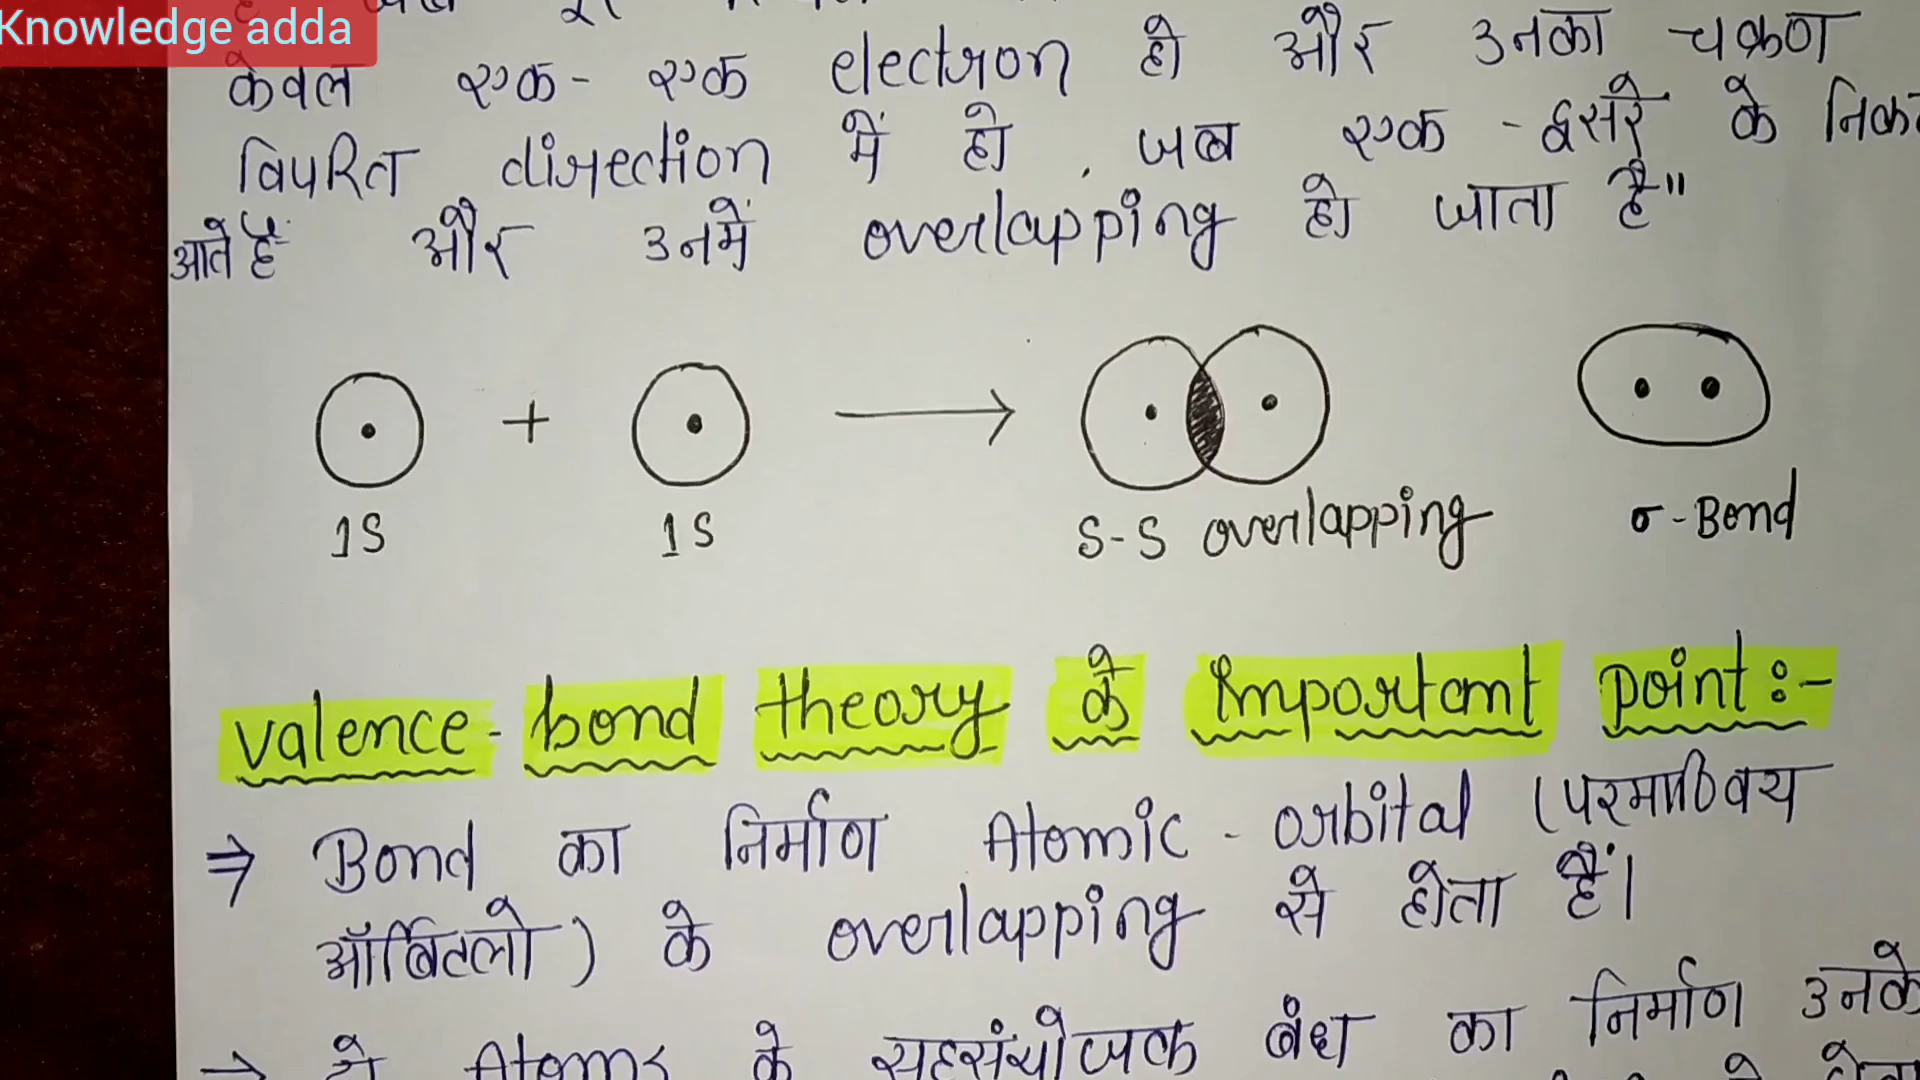 Knowledge adda
केवल एक - एक electron हो और उनका चक्रण
विपरित direction में हो, जब एक - दुसरे के
आते हैं और उनमें overlapping हो जाता है"
+
1S 1S S-S overlapping σ-Bond
valence-bond theory के Important point :-
⇒ Bond का निर्माण Atomic - orbital (परमाण्विय
ऑर्बिटलो) के overlapping से होता हैं।
→ ये Atoms के सहसंयोजक बंध का निर्माण उनके